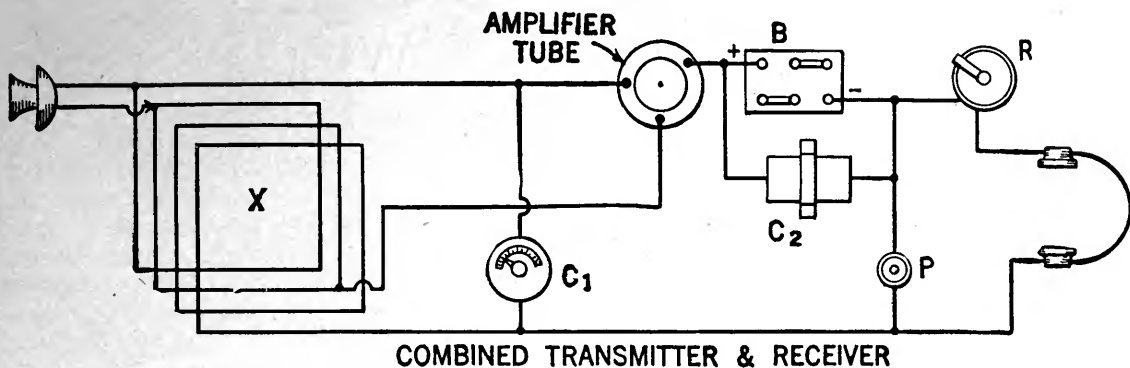 AMPLIFIER
TUBE
+
B
-
R
X
C1
C2
P
COMBINED TRANSMITTER & RECEIVER